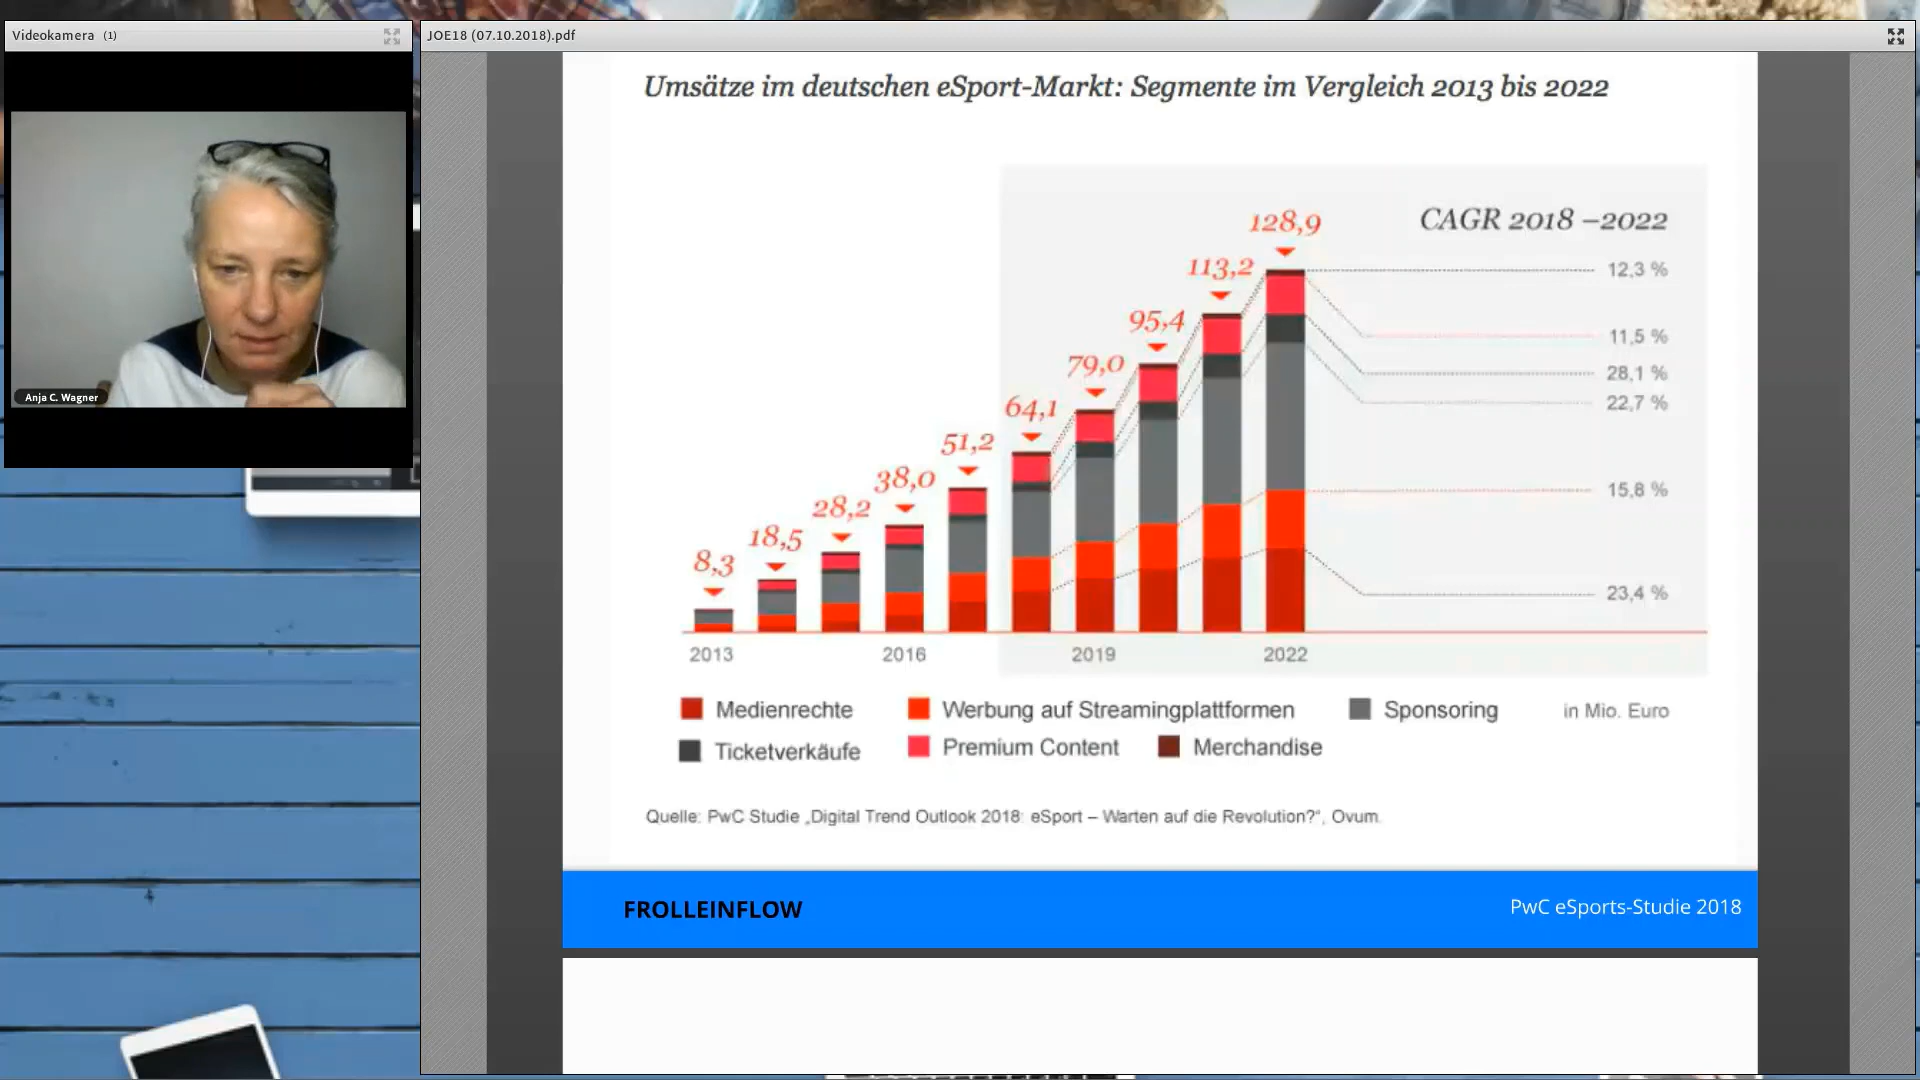 Videokamera (1)
Anja C. Wagner
JOE18 (07.10.2018).pdf
Umsätze im deutschen eSport-Markt: Segmente im Vergleich 2013 bis 2022
CAGR 2018 –2022
8,3
18,5
28,2
38,0
51,2
64,1
79,0
95,4
113,2
128,9
12,3 %
11,5 %
28,1 %
22,7 %
15,8 %
23,4 %
2013 2016 2019 2022
Medienrechte Werbung auf Streamingplattformen Sponsoring in Mio. Euro
Ticketverkäufe Premium Content Merchandise
Quelle: PwC Studie „Digital Trend Outlook 2018: eSport – Warten auf die Revolution?“, Ovum.
FROLLEINFLOW
PwC eSports-Studie 2018